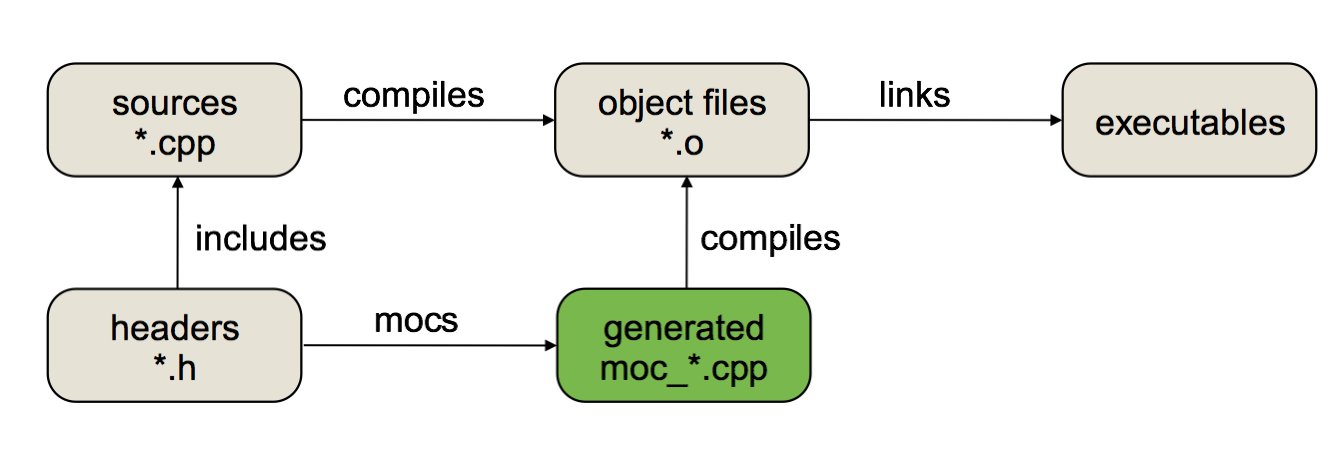 sources
*.cpp
compiles
object files
*.o
links
executables
includes
compiles
headers
*.h
mocs
generated
moc_*.cpp